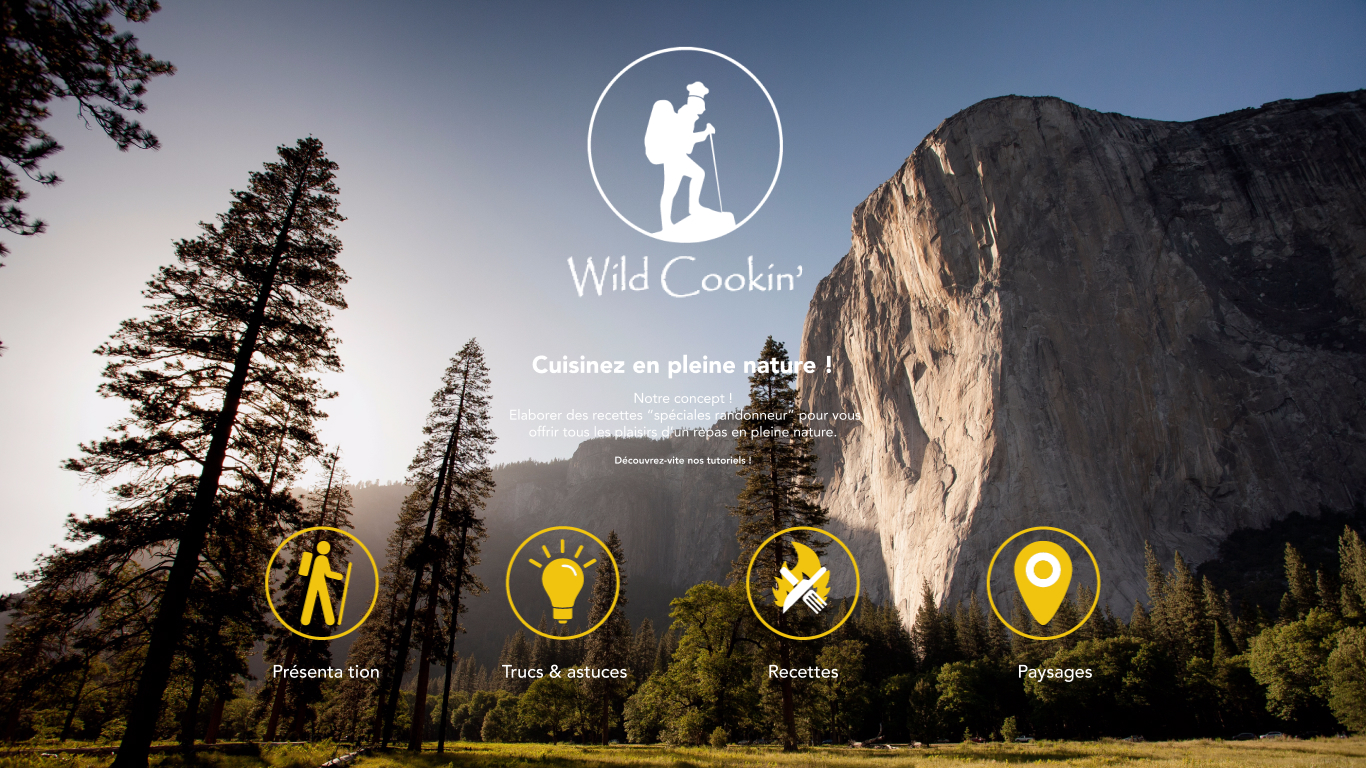 Wild Cookin'
Cuisinez en pleine nature !
Notre concept !
Elaborer des recettes "spéciales randonneur" pour vous
offrir tous les plaisirs d'un repas en pleine nature.
Découvrez-vite nos tutoriels !
Présenta tion
Trucs & astuces
Recettes
Paysages